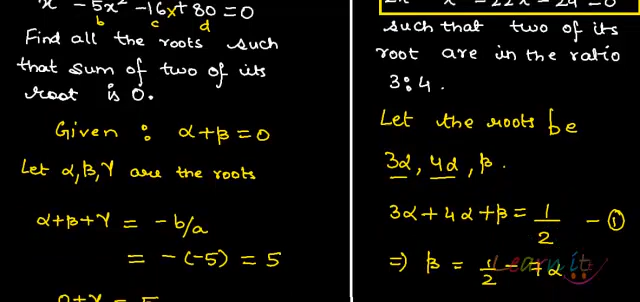 x - 5x² - 16x + 80 = 0
b c d
Find all the roots such
that sum of two of its
root is 0.
Given : α+β=0
Let α, β, γ are the roots
α+β+γ = -b/a
= -(-5) = 5
such that two of its
root are in the ratio
3:4.
Let the roots be
3α, 4α, β.
3α+4α+β = 1/2 - ①
⇒ β = 1/2 - 7α
Learn it